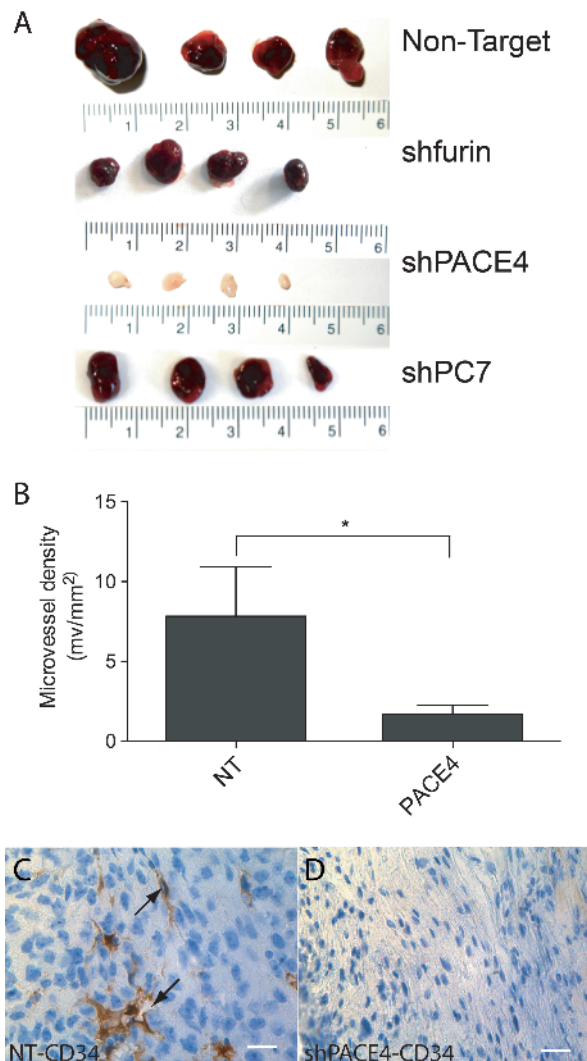 A
Non-Target
1 2 3 4 5 6
shfurin
1 2 3 4 5 6
shPACE4
1 2 3 4 5 6
shPC7
1 2 3 4 5 6
B
Microvessel density
(mv/mm²)
15
10
5
0
*
NT
PACE4
C
D
NT-CD34
shPACE4-CD34